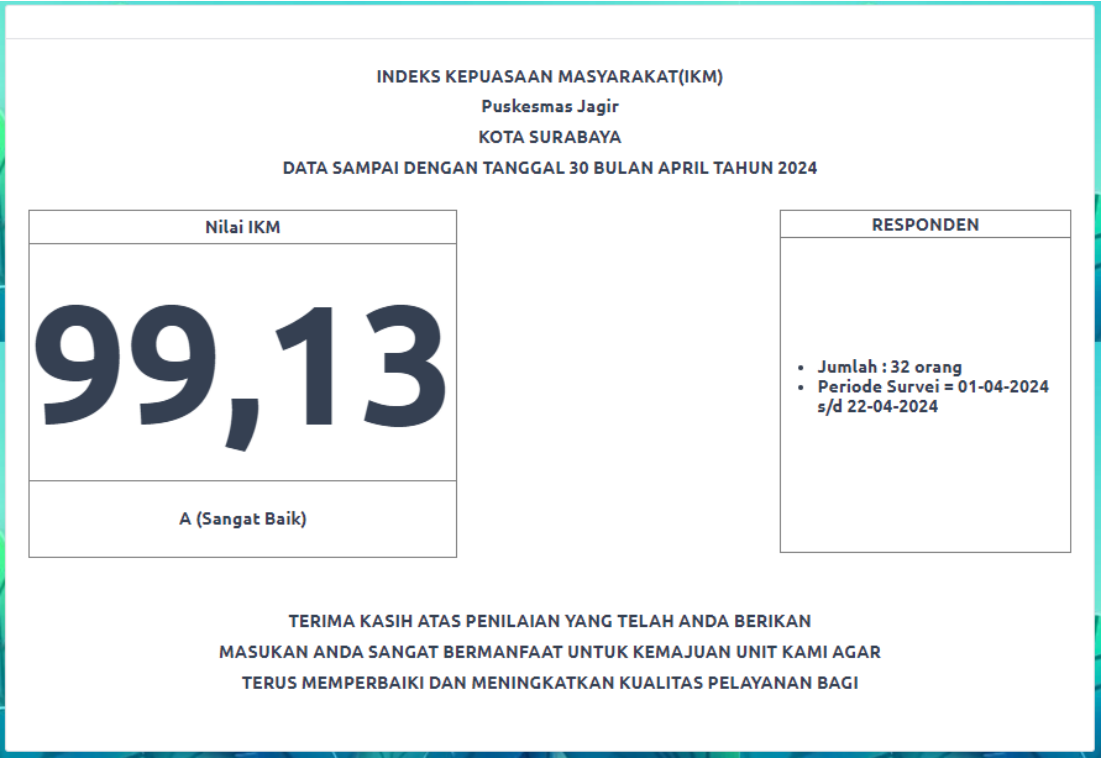 INDEKS KEPUASAAN MASYARAKAT(IKM)
Puskesmas Jagir
KOTA SURABAYA
DATA SAMPAI DENGAN TANGGAL 30 BULAN APRIL TAHUN 2024
Nilai IKM
99,13
A (Sangat Baik)
RESPONDEN
• Jumlah : 32 orang
• Periode Survei = 01-04-2024
s/d 22-04-2024
TERIMA KASIH ATAS PENILAIAN YANG TELAH ANDA BERIKAN
MASUKAN ANDA SANGAT BERMANFAAT UNTUK KEMAJUAN UNIT KAMI AGAR
TERUS MEMPERBAIKI DAN MENINGKATKAN KUALITAS PELAYANAN BAGI